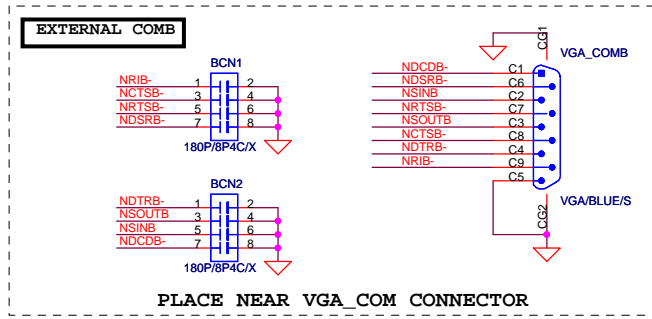 EXTERNAL COMB
BCN1
NRIB- 1 2
NCTSB- 3 4
NRTSB- 5 6
NDSRB- 7 8
180P/8P4C/X
BCN2
NDTRB- 1 2
NSOUTB 3 4
NSINB 5 6
NDCDB- 7 8
180P/8P4C/X
CG1
VGA_COMB
NDCDB- C1
NDSRB- C6
NSINB C2
NRTSB- C7
NSOUTB C3
NCTSB- C8
NDTRB- C4
NRIB- C9
C5
VGA/BLUE/S
CG2
PLACE NEAR VGA_COM CONNECTOR